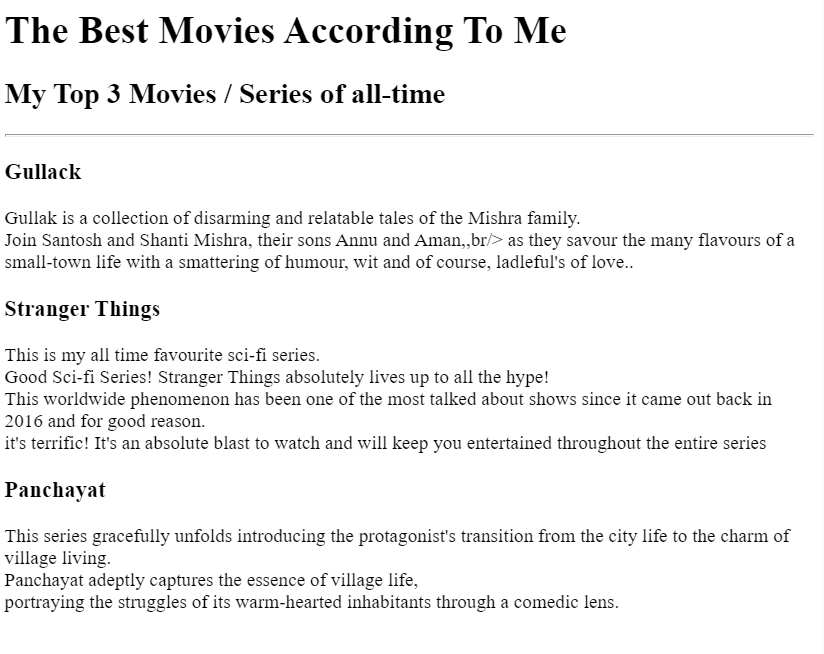 The Best Movies According To Me
My Top 3 Movies / Series of all-time
Gullack
Gullak is a collection of disarming and relatable tales of the Mishra family.
Join Santosh and Shanti Mishra, their sons Annu and Aman,,br/> as they savour the many flavours of a
small-town life with a smattering of humour, wit and of course, ladleful's of love..
Stranger Things
This is my all time favourite sci-fi series.
Good Sci-fi Series! Stranger Things absolutely lives up to all the hype!
This worldwide phenomenon has been one of the most talked about shows since it came out back in
2016 and for good reason.
it's terrific! It's an absolute blast to watch and will keep you entertained throughout the entire series
Panchayat
This series gracefully unfolds introducing the protagonist's transition from the city life to the charm of
village living.
Panchayat adeptly captures the essence of village life,
portraying the struggles of its warm-hearted inhabitants through a comedic lens.